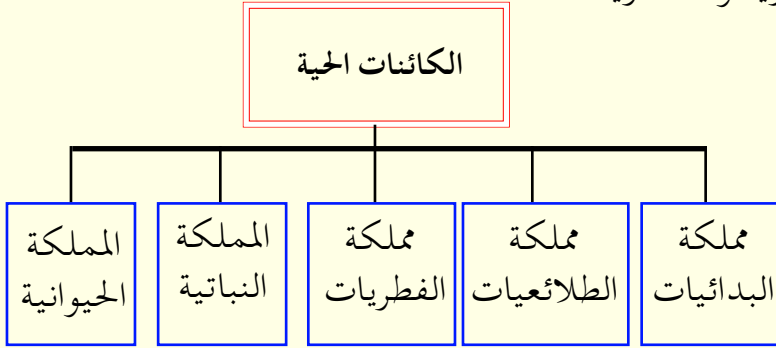 الكائنات الحية
مملكة
البدائيات
مملكة
الطلائعيات
مملكة
الفطريات
المملكة
النباتية
المملكة
الحيوانية